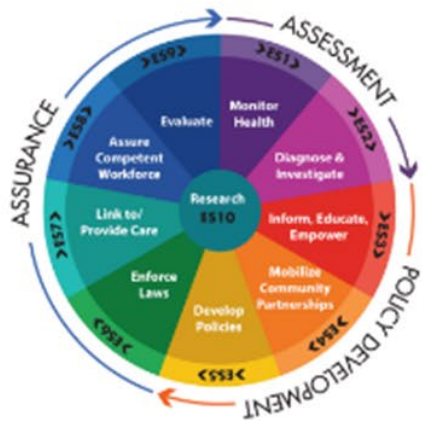 ASSESSMENT
POLICY DEVELOPMENT
ASSURANCE
>ES1<
Monitor
Health
>ES2<
Diagnose &
Investigate
>ES3<
Inform, Educate,
Empower
>ES4<
Mobilize
Community
Partnerships
>ES5<
Develop
Policies
>ES6<
Enforce
Laws
>ES7<
Link to/
Provide Care
>ES8<
Assure
Competent
Workforce
>ES9<
Evaluate
Research
ES10